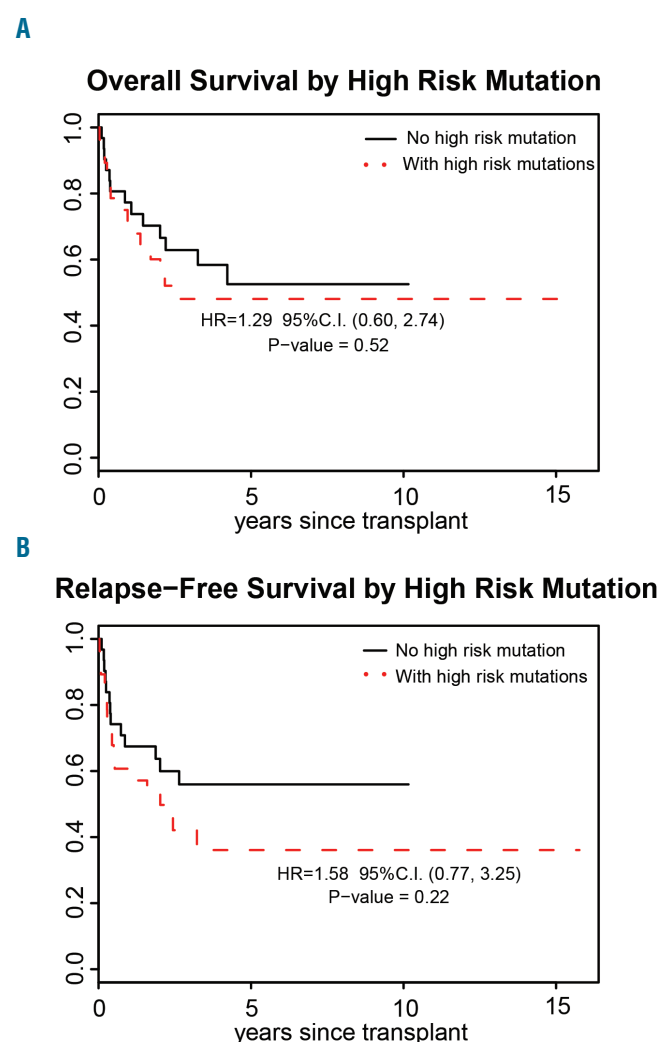 A
Overall Survival by High Risk Mutation
No high risk mutation
With high risk mutations
1.0
0.8
0.6
0.4
0.2
0.0
HR=1.29 95%C.I. (0.60, 2.74)
P−value = 0.52
0 5 10 15
years since transplant
B
Relapse−Free Survival by High Risk Mutation
No high risk mutation
With high risk mutations
1.0
0.8
0.6
0.4
0.2
0.0
HR=1.58 95%C.I. (0.77, 3.25)
P−value = 0.22
0 5 10 15
years since transplant